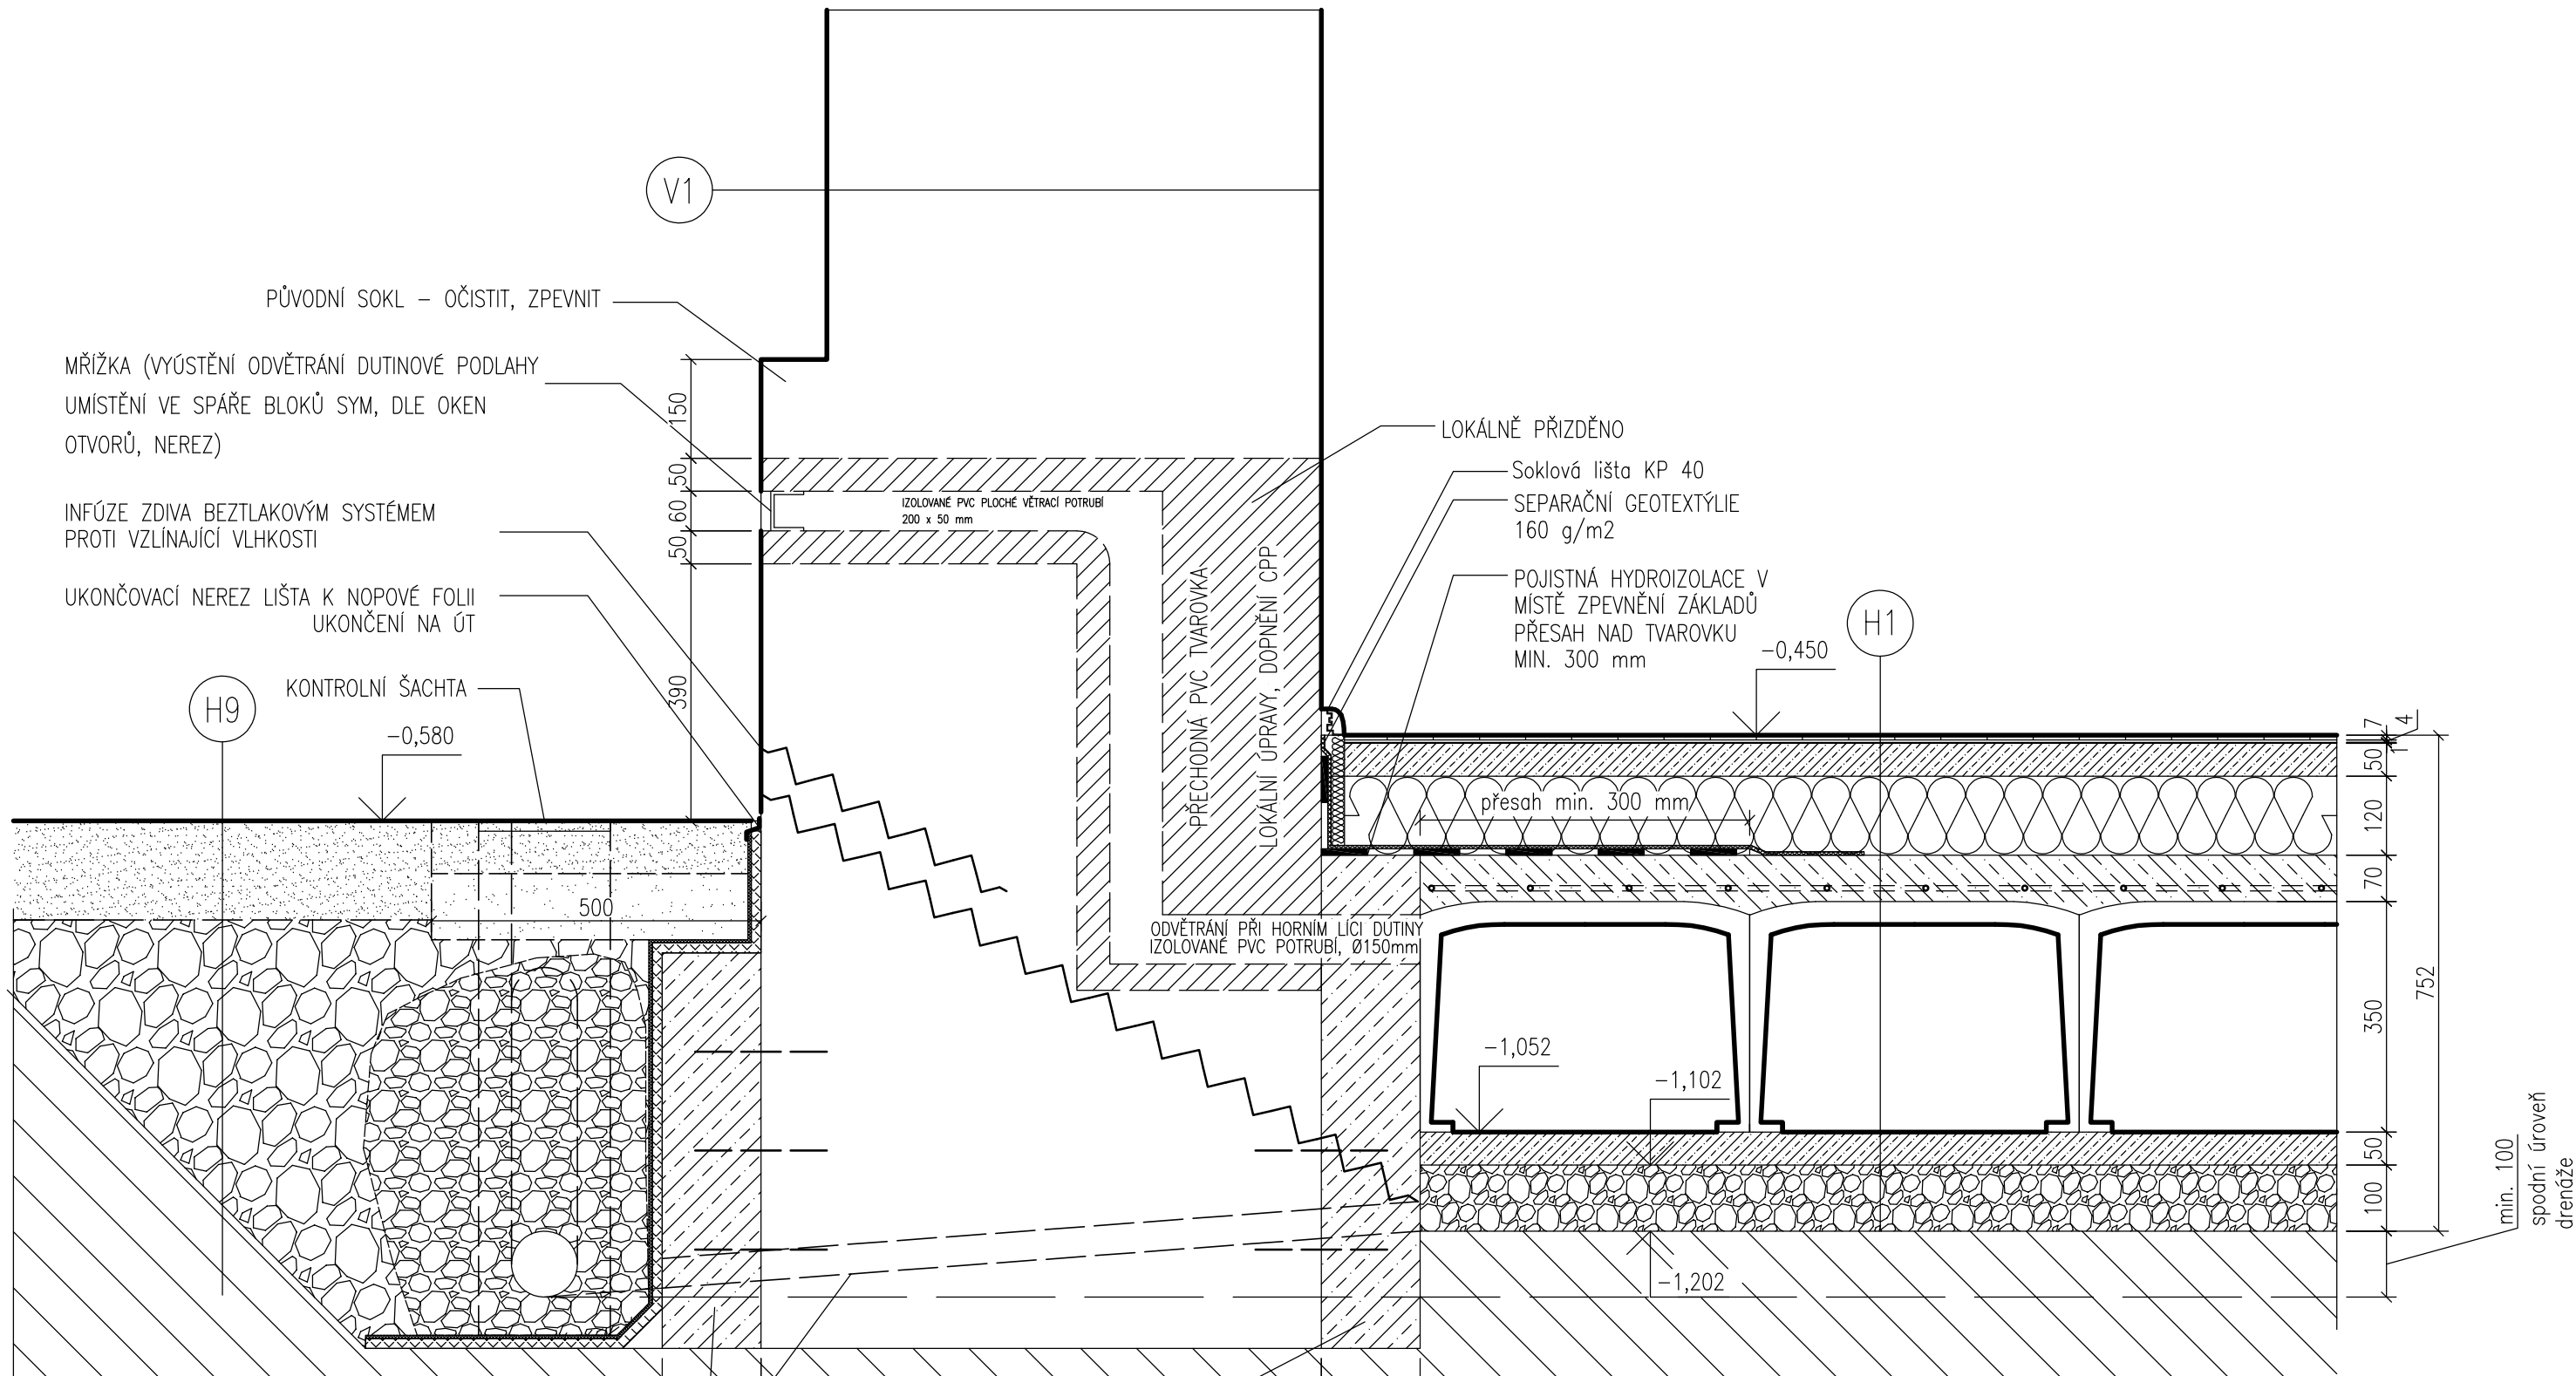 V1
PŮVODNÍ SOKL – OČISTIT, ZPEVNIT
MŘÍŽKA (VYÚSTĚNÍ ODVĚTRÁNÍ DUTINOVÉ PODLAHY
UMÍSTĚNÍ VE SPÁŘE BLOKŮ SYM, DLE OKEN
OTVORŮ, NEREZ)
INFÚZE ZDIVA BEZTLAKOVÝM SYSTÉMEM
PROTI VZLÍNAJÍCÍ VLHKOSTI
UKONČOVACÍ NEREZ LIŠTA K NOPOVÉ FOLII
UKONČENÍ NA ÚT
KONTROLNÍ ŠACHTA
H9
-0,580
150
50
60
50
390
500
IZOLOVANÉ PVC PLOCHÉ VĚTRACÍ POTRUBÍ
200 x 50 mm
PŘECHODNÁ PVC TVAROVKA
LOKÁLNÍ ÚPRAVY, DOPNĚNÍ CPP
LOKÁLNĚ PŘIZDĚNO
Soklová lišta KP 40
SEPARAČNÍ GEOTEXTÝLIE
160 g/m2
POJISTNÁ HYDROIZOLACE V
MÍSTĚ ZPEVNĚNÍ ZÁKLADŮ
PŘESAH NAD TVAROVKU
MIN. 300 mm
H1
-0,450
přesah min. 300 mm
ODVĚTRÁNÍ PŘI HORNÍM LÍCI DUTINY
IZOLOVANÉ PVC POTRUBÍ, Ø150mm
-1,052
-1,102
-1,202
7
4
1
50
120
70
350
50
100
752
min. 100
spodní úroveň
drenáže